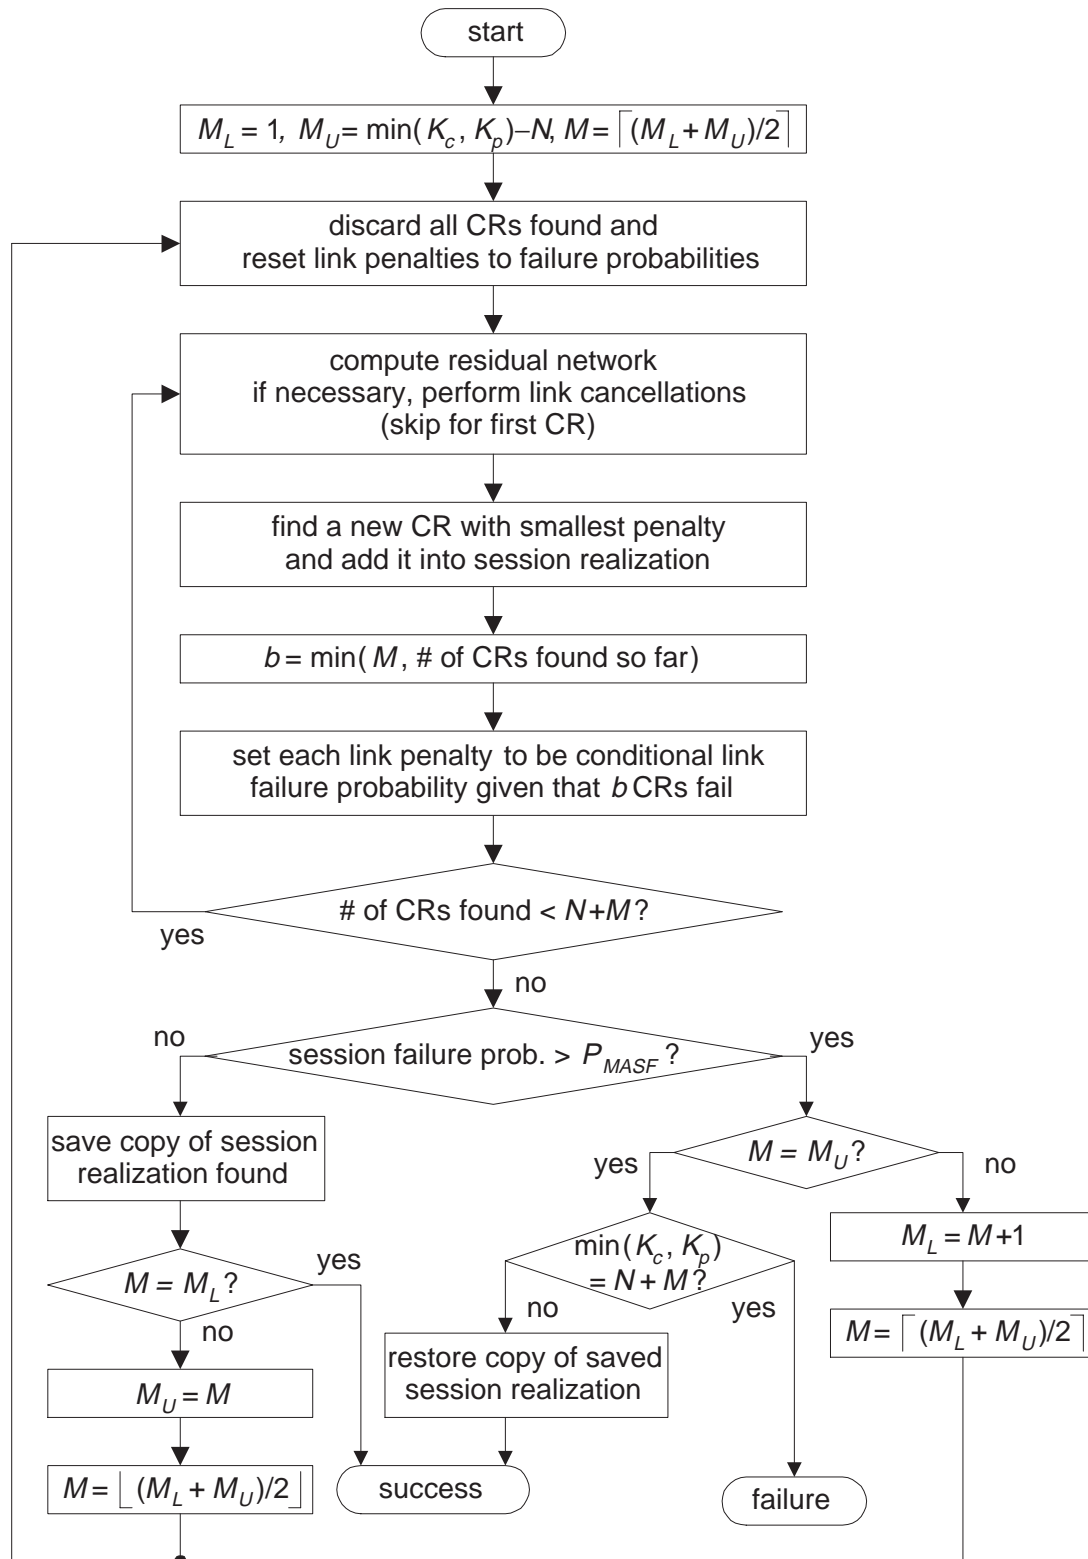 start
M_L = 1, M_U = min(K_c, K_p)–N, M = ⌈(M_L+M_U)/2⌉
discard all CRs found and
reset link penalties to failure probabilities
compute residual network
if necessary, perform link cancellations
(skip for first CR)
find a new CR with smallest penalty
and add it into session realization
b = min(M, # of CRs found so far)
set each link penalty to be conditional link
failure probability given that b CRs fail
# of CRs found < N+M?
yes
no
no
session failure prob. > P_MASF ?
yes
save copy of session
realization found
M = M_U?
yes
no
min(K_c, K_p)
= N + M?
M_L = M+1
M = M_L?
yes
no
no
yes
M = ⌈(M_L + M_U)/2⌉
restore copy of saved
session realization
M_U = M
M = ⌊(M_L + M_U)/2⌋
success
failure